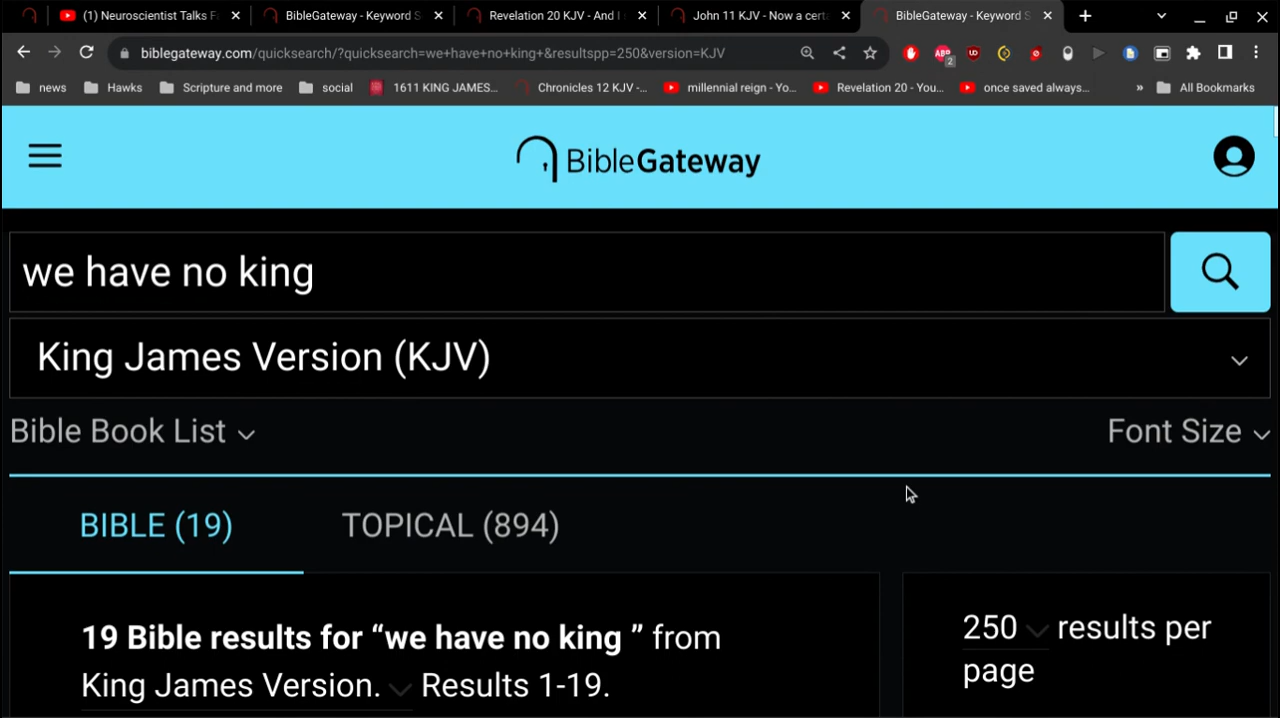 (1) Neuroscientist Talks F
BibleGateway - Keyword S
Revelation 20 KJV - And I
John 11 KJV - Now a certa
BibleGateway - Keyword S
biblegateway.com/quicksearch/?quicksearch=we+have+no+king+&resultspp=250&version=KJV
ABP
2
news
Hawks
Scripture and more
social
1611 KING JAMES...
Chronicles 12 KJV -...
millennial reign - Yo...
Revelation 20 - You...
once saved always...
»
All Bookmarks
BibleGateway
we have no king
King James Version (KJV)
Bible Book List
Font Size
BIBLE (19)
TOPICAL (894)
19 Bible results for “we have no king ” from
King James Version. Results 1-19.
250 results per
page